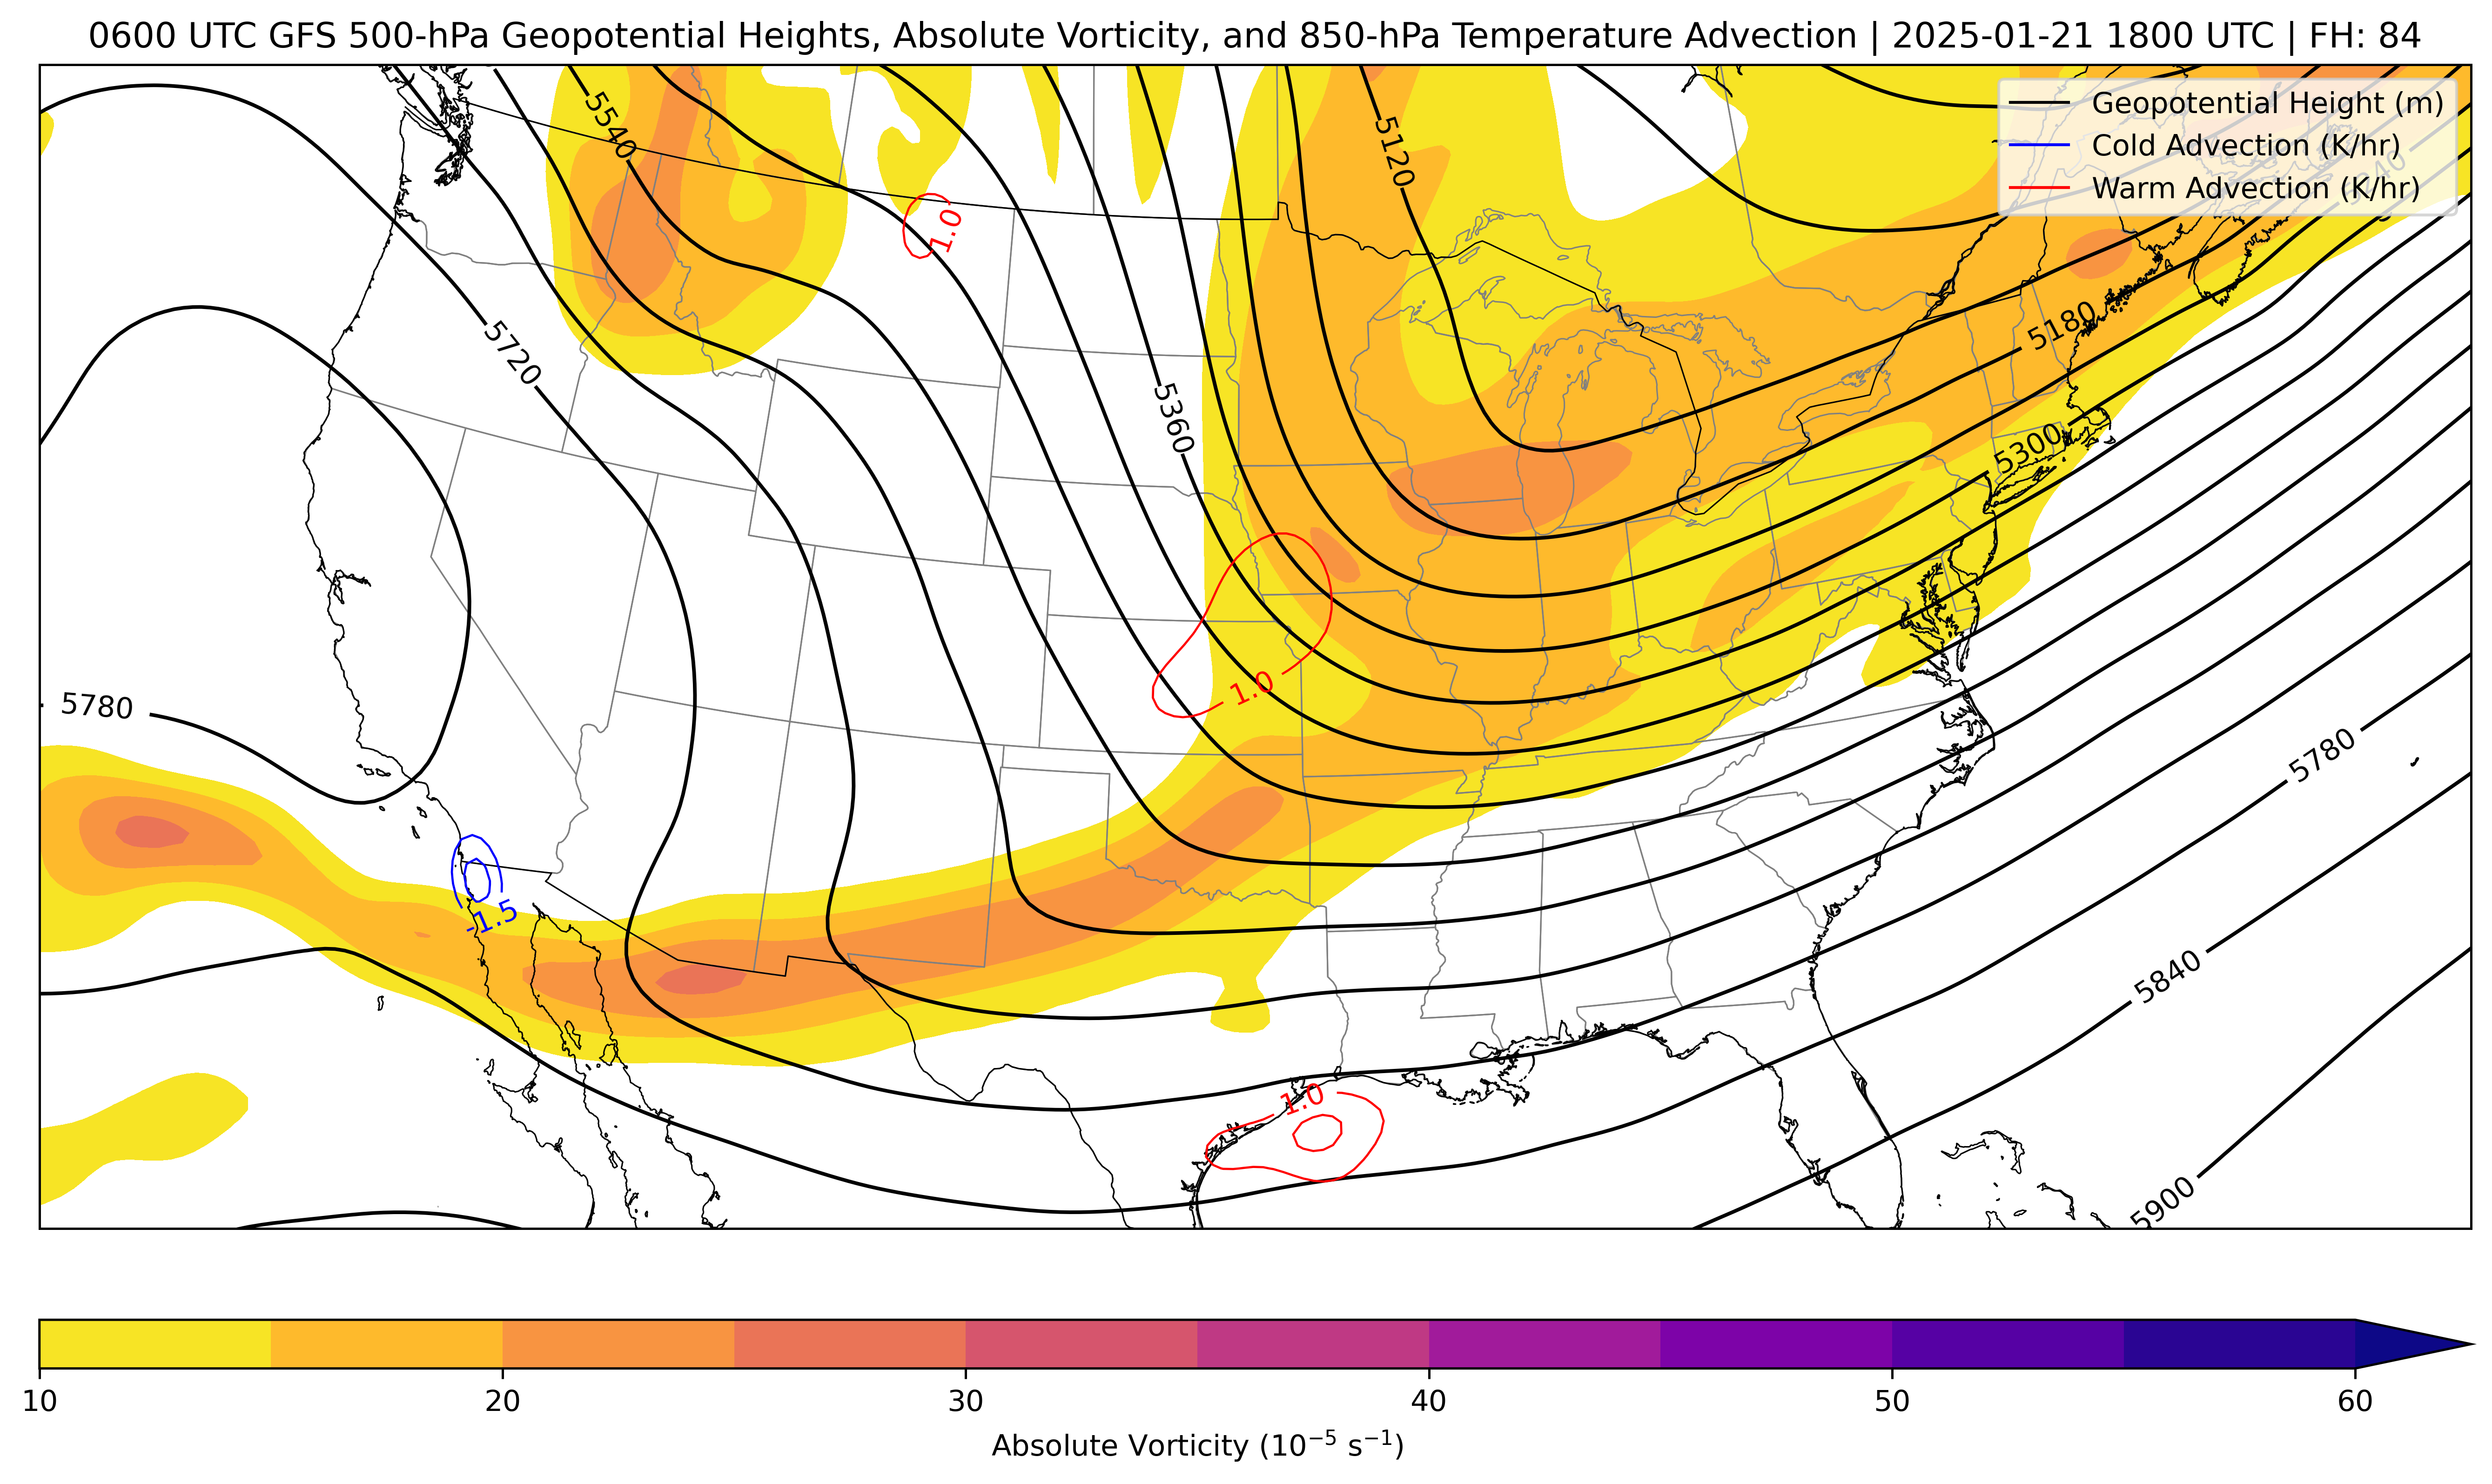 0600 UTC GFS 500-hPa Geopotential Heights, Absolute Vorticity, and 850-hPa Temperature Advection | 2025-01-21 1800 UTC | FH: 84
Geopotential Height (m)
Cold Advection (K/hr)
Warm Advection (K/hr)
5540
5120
1.0
5180
5720
5360
5300
1.0
5780
5780
-1.5
5840
1.0
5900
10 20 30 40 50 60
Absolute Vorticity (10⁻⁵ s⁻¹)